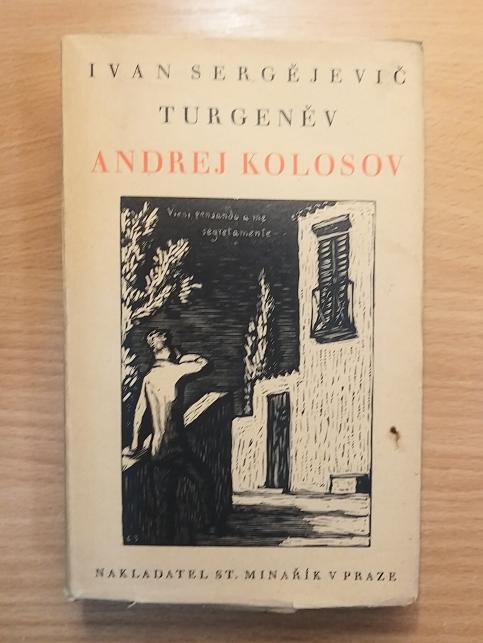 IVAN SERGĚJEVIČ
TURGENĚV
ANDREJ KOLOSOV
Vieni pensando a me
segretamente
NAKLADATEL ST. MINAŘÍK V PRAZE